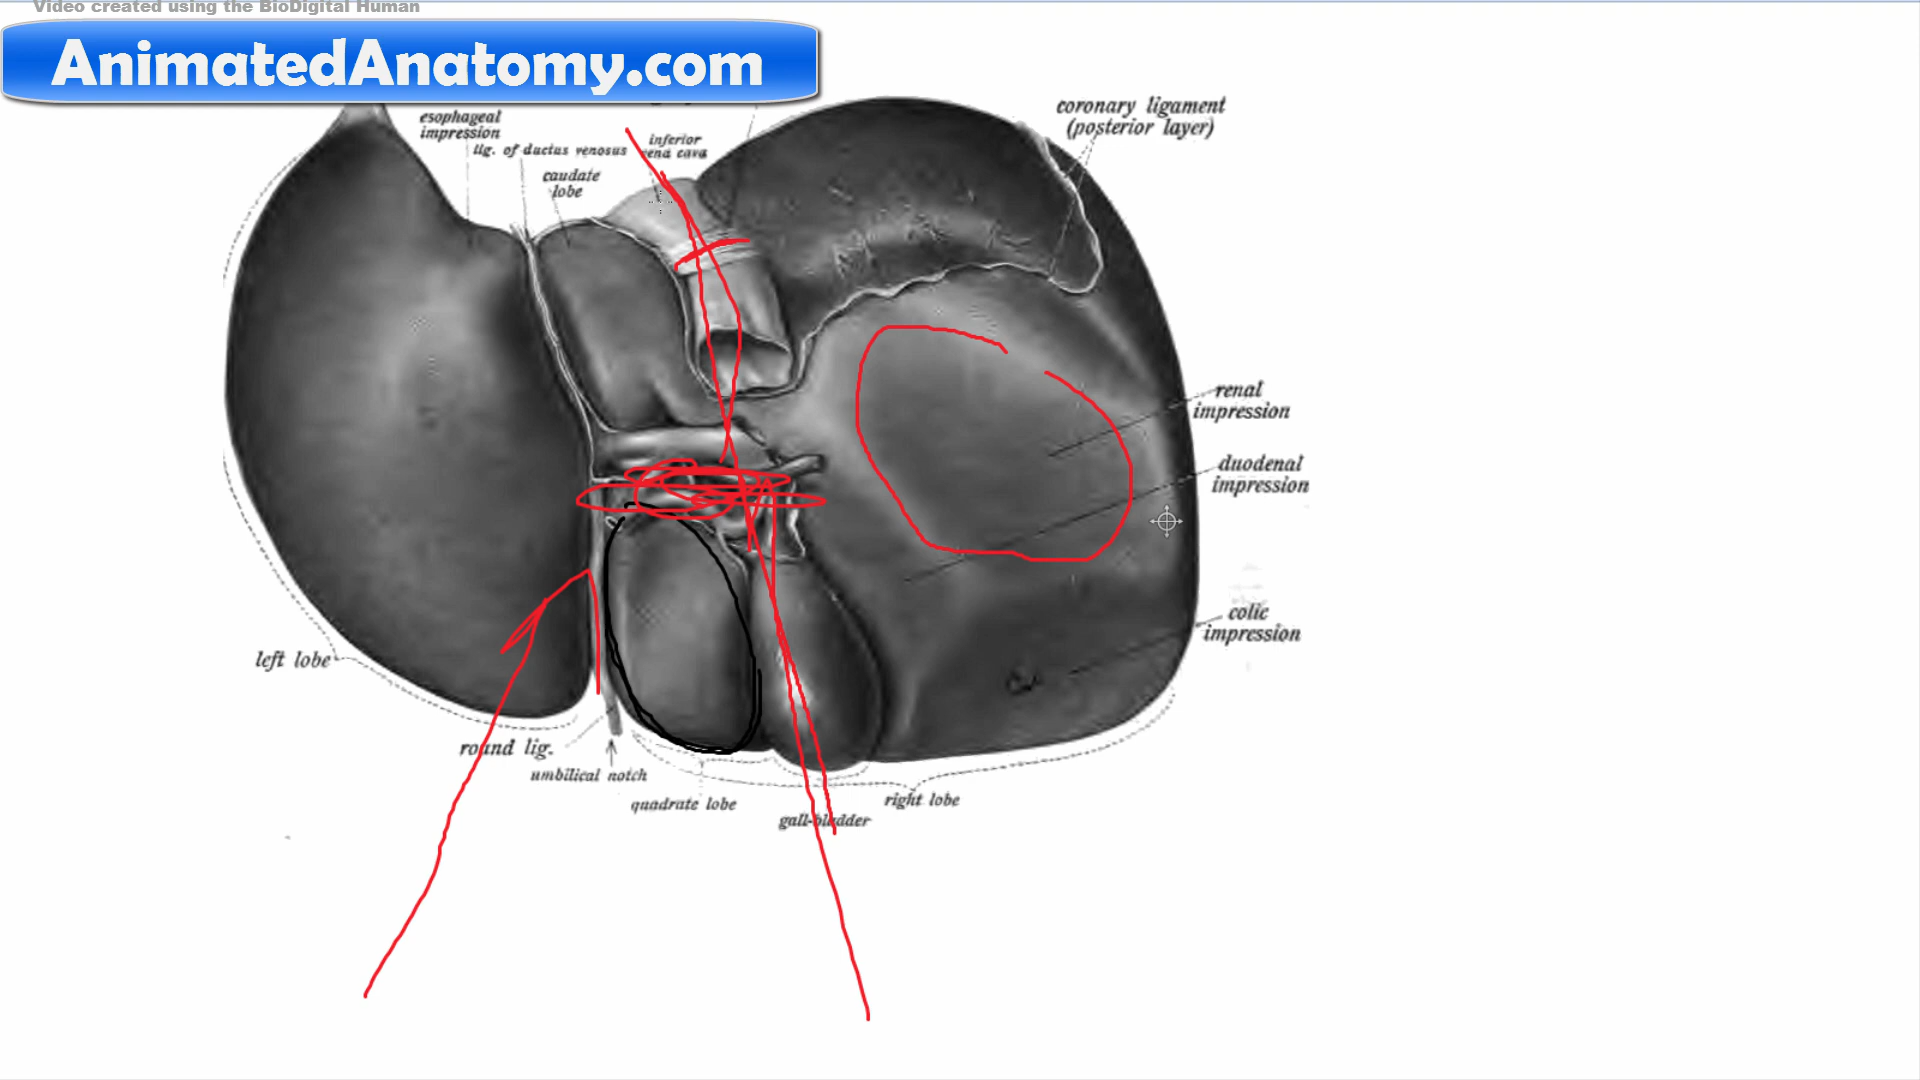 Video created using the BioDigital Human
AnimatedAnatomy.com
esophageal
impression
lig. of ductus venosus
caudate
lobe
inferior
vena cava
coronary ligament
(posterior layer)
renal
impression
duodenal
impression
colic
impression
left lobe
round lig.
umbilical notch
quadrate lobe
right lobe
gall-bladder